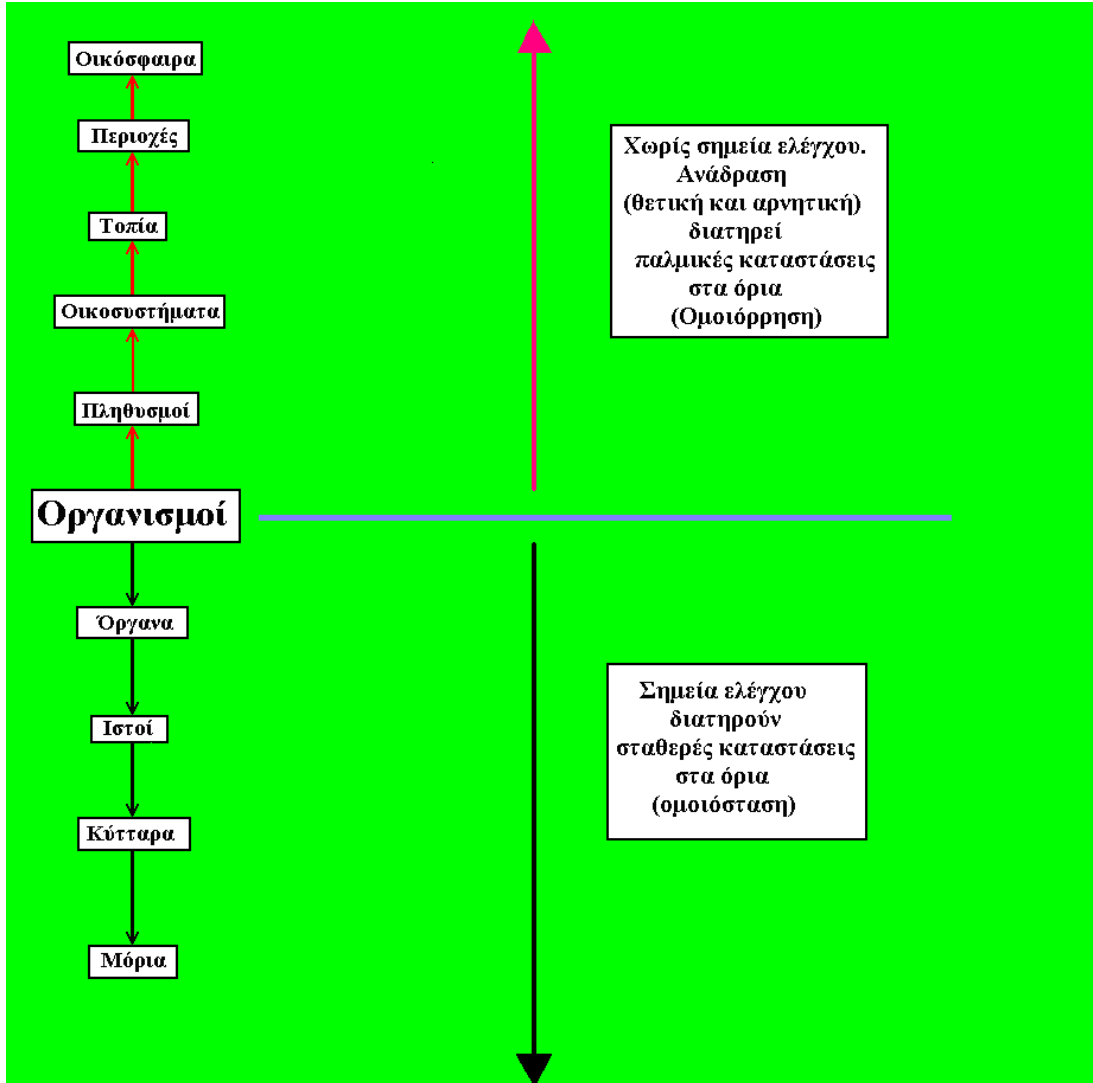 Οικόσφαιρα
Περιοχές
Τοπία
Οικοσυστήματα
Πληθυσμοί
Οργανισμοί
Όργανα
Ιστοί
Κύτταρα
Μόρια
Χωρίς σημεία ελέγχου.
Ανάδραση
(θετική και αρνητική)
διατηρεί
παλμικές καταστάσεις
στα όρια
(Ομοιόρρηση)
Σημεία ελέγχου
διατηρούν
σταθερές καταστάσεις
στα όρια
(ομοιόσταση)